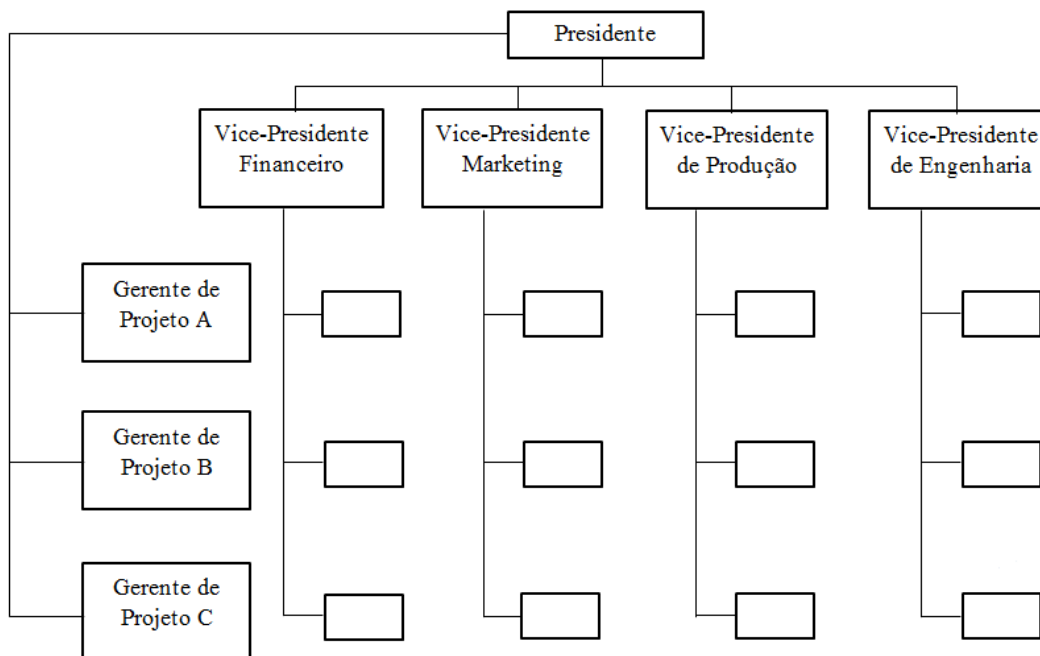 Presidente
Vice-Presidente
Financeiro
Vice-Presidente
Marketing
Vice-Presidente
de Produção
Vice-Presidente
de Engenharia
Gerente de
Projeto A
Gerente de
Projeto B
Gerente de
Projeto C